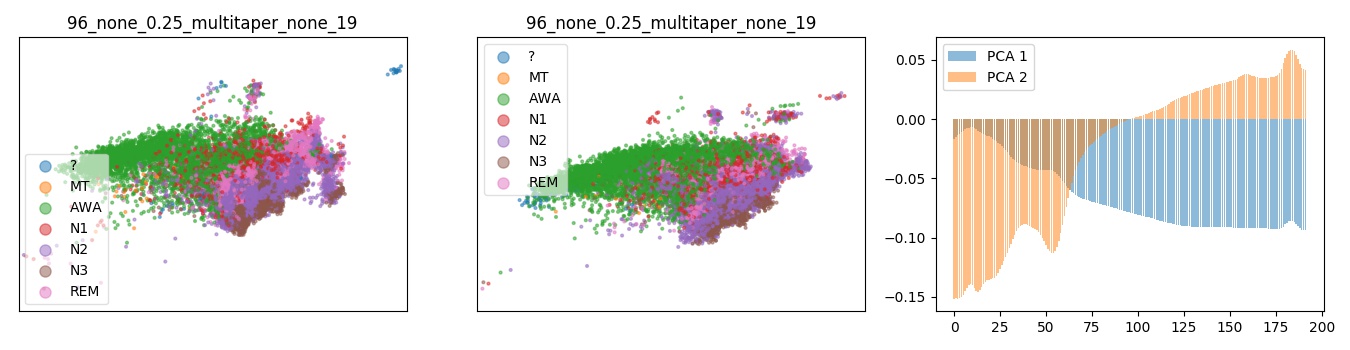 96_none_0.25_multitaper_none_19
?
MT
AWA
N1
N2
N3
REM
96_none_0.25_multitaper_none_19
?
MT
AWA
N1
N2
N3
REM
PCA 1
PCA 2
0.05
0.00
−0.05
−0.10
−0.15
0 25 50 75 100 125 150 175 200